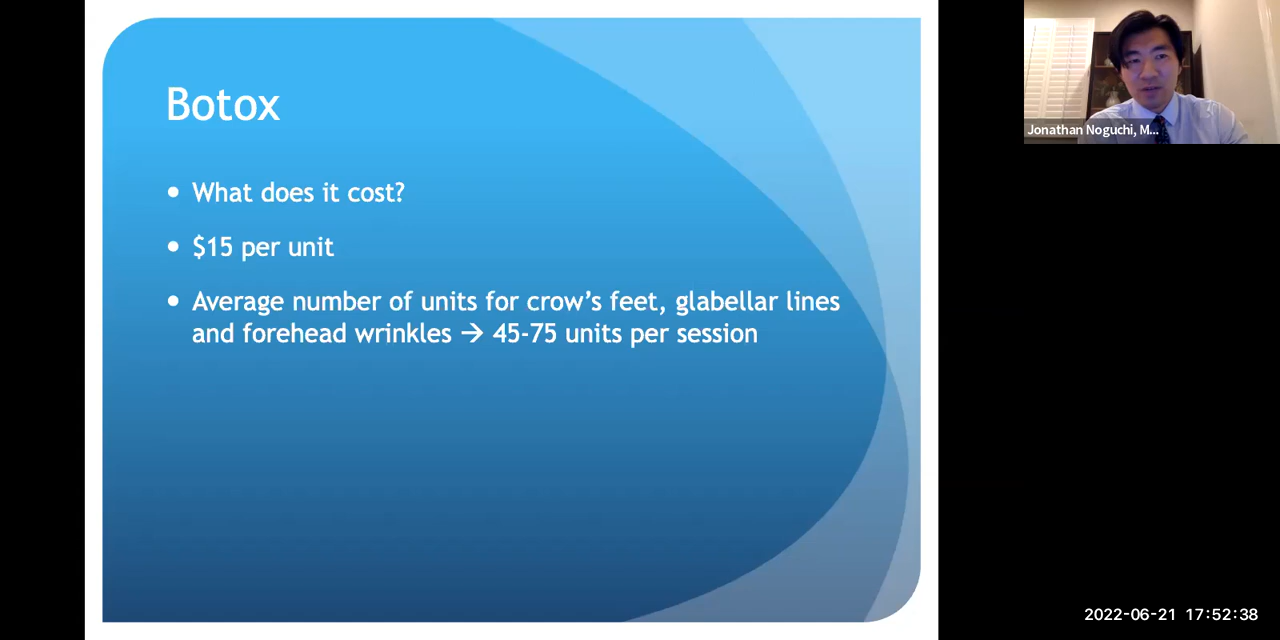 Botox
• What does it cost?
• $15 per unit
• Average number of units for crow’s feet, glabellar lines
and forehead wrinkles → 45-75 units per session
Jonathan Noguchi, M...
2022-06-21 17:52:38